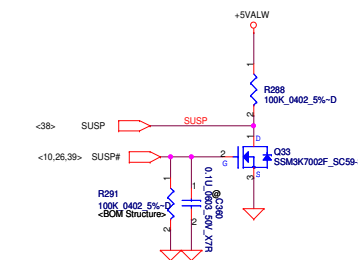 +5VALW
1
R288
100K_0402_5%~D
2
<38> SUSP SUSP
1
D
Q33
SSM3K7002F_SC59-
<10,26,39> SUSP# 2
G
S
3
R291
100K_0402_5%~D
<BOM Structure>
1
2
1
2
@
C360
0.1U_0603_50V_X7R